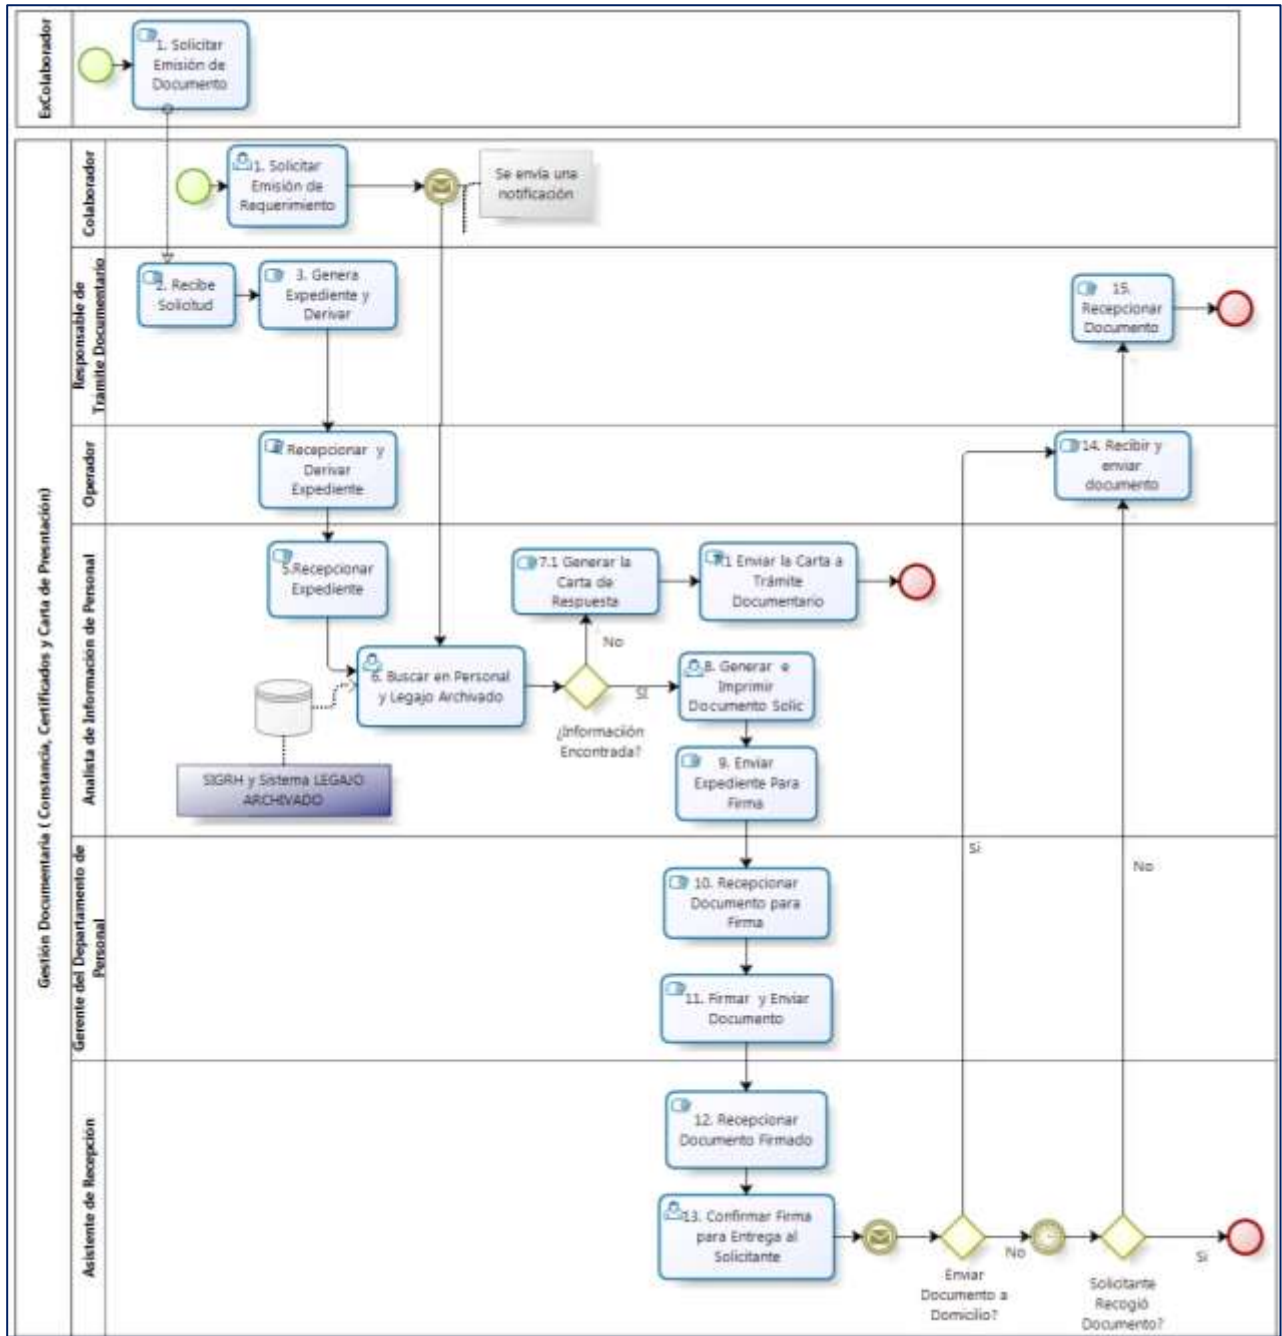 ExColaborador
1. Solicitar
Emisión de
Documento
Gestión Documentaria ( Constancia, Certificados y Carta de Presntación)
Colaborador
1. Solicitar
Emisión de
Requerimiento
Se envía una
notificación
Responsable de
Trámite Documentario
2. Recibe
Solicitud
3. Genera
Expediente y
Derivar
15.
Recepcionar
Documento
Operador
Recepcionar y
Derivar
Expediente
14. Recibir y
enviar
documento
Analista de Información de Personal
5.Recepcionar
Expediente
7.1 Generar la
Carta de
Respuesta
Enviar la Carta a
Trámite
Documentario
No
6. Buscar en Personal
y Legajo Archivado
SI
8. Generar e
Imprimir
Documento Solic
¿Informaciión
Encontrada?
SIGRH y Sistema LEGAJO
ARCHIVADO
9. Enviar
Expediente Para
Firma
Si
No
Gerente del Departamento de
Personal
10. Recepcionar
Documento para
Firma
11. Firmar y Enviar
Documento
Asistente de Recepción
12. Recepcionar
Documento Firmado
13. Confirmar Firma
para Entrega al
Solicitante
No
Si
Enviar
Documento a
Domicilio?
Solicitante
Recogió
Documento?